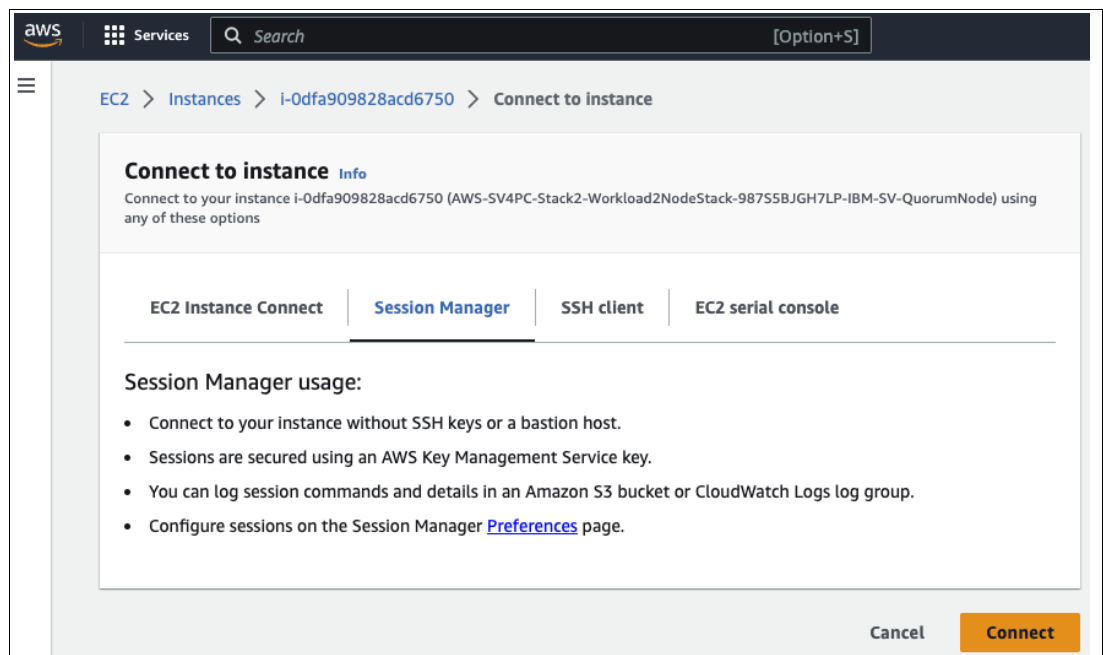 aws
Services
Search
[Option+S]
EC2 > Instances > i-0dfa909828acd6750 > Connect to instance
Connect to instance Info
Connect to your instance i-0dfa909828acd6750 (AWS-SV4PC-Stack2-Workload2NodeStack-987S5BJGH7LP-IBM-SV-QuorumNode) using
any of these options
EC2 Instance Connect
Session Manager
SSH client
EC2 serial console
Session Manager usage:
• Connect to your instance without SSH keys or a bastion host.
• Sessions are secured using an AWS Key Management Service key.
• You can log session commands and details in an Amazon S3 bucket or CloudWatch Logs log group.
• Configure sessions on the Session Manager Preferences page.
Cancel
Connect